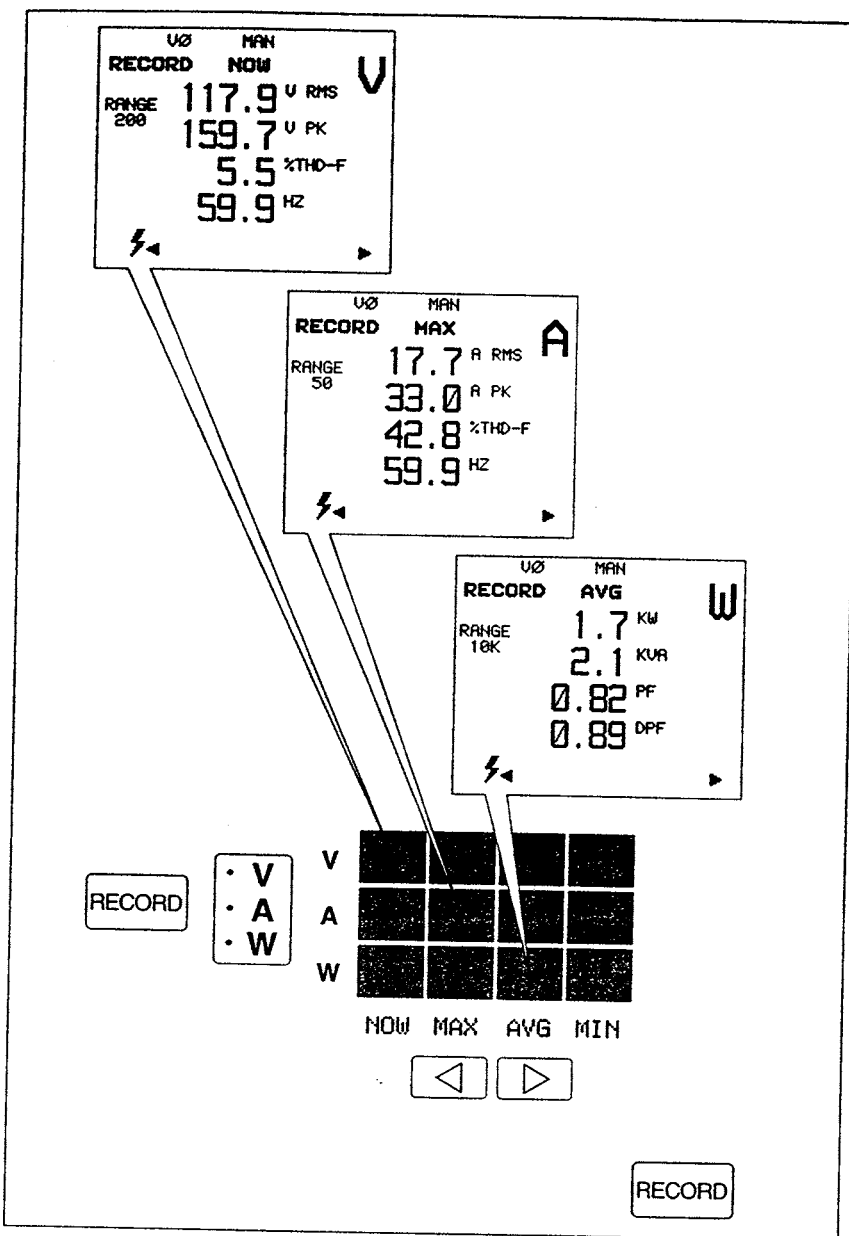 VØ MAN
RECORD NOW V
RANGE 200
117.9 V RMS
159.7 V PK
5.5 %THD-F
59.9 HZ
VØ MAN
RECORD MAX A
RANGE 50
17.7 A RMS
33.0 A PK
42.8 %THD-F
59.9 HZ
VØ MAN
RECORD AVG W
RANGE 10K
1.7 KW
2.1 KVA
0.82 PF
0.89 DPF
RECORD
· V
· A
· W
V
A
W
NOW MAX AVG MIN
RECORD